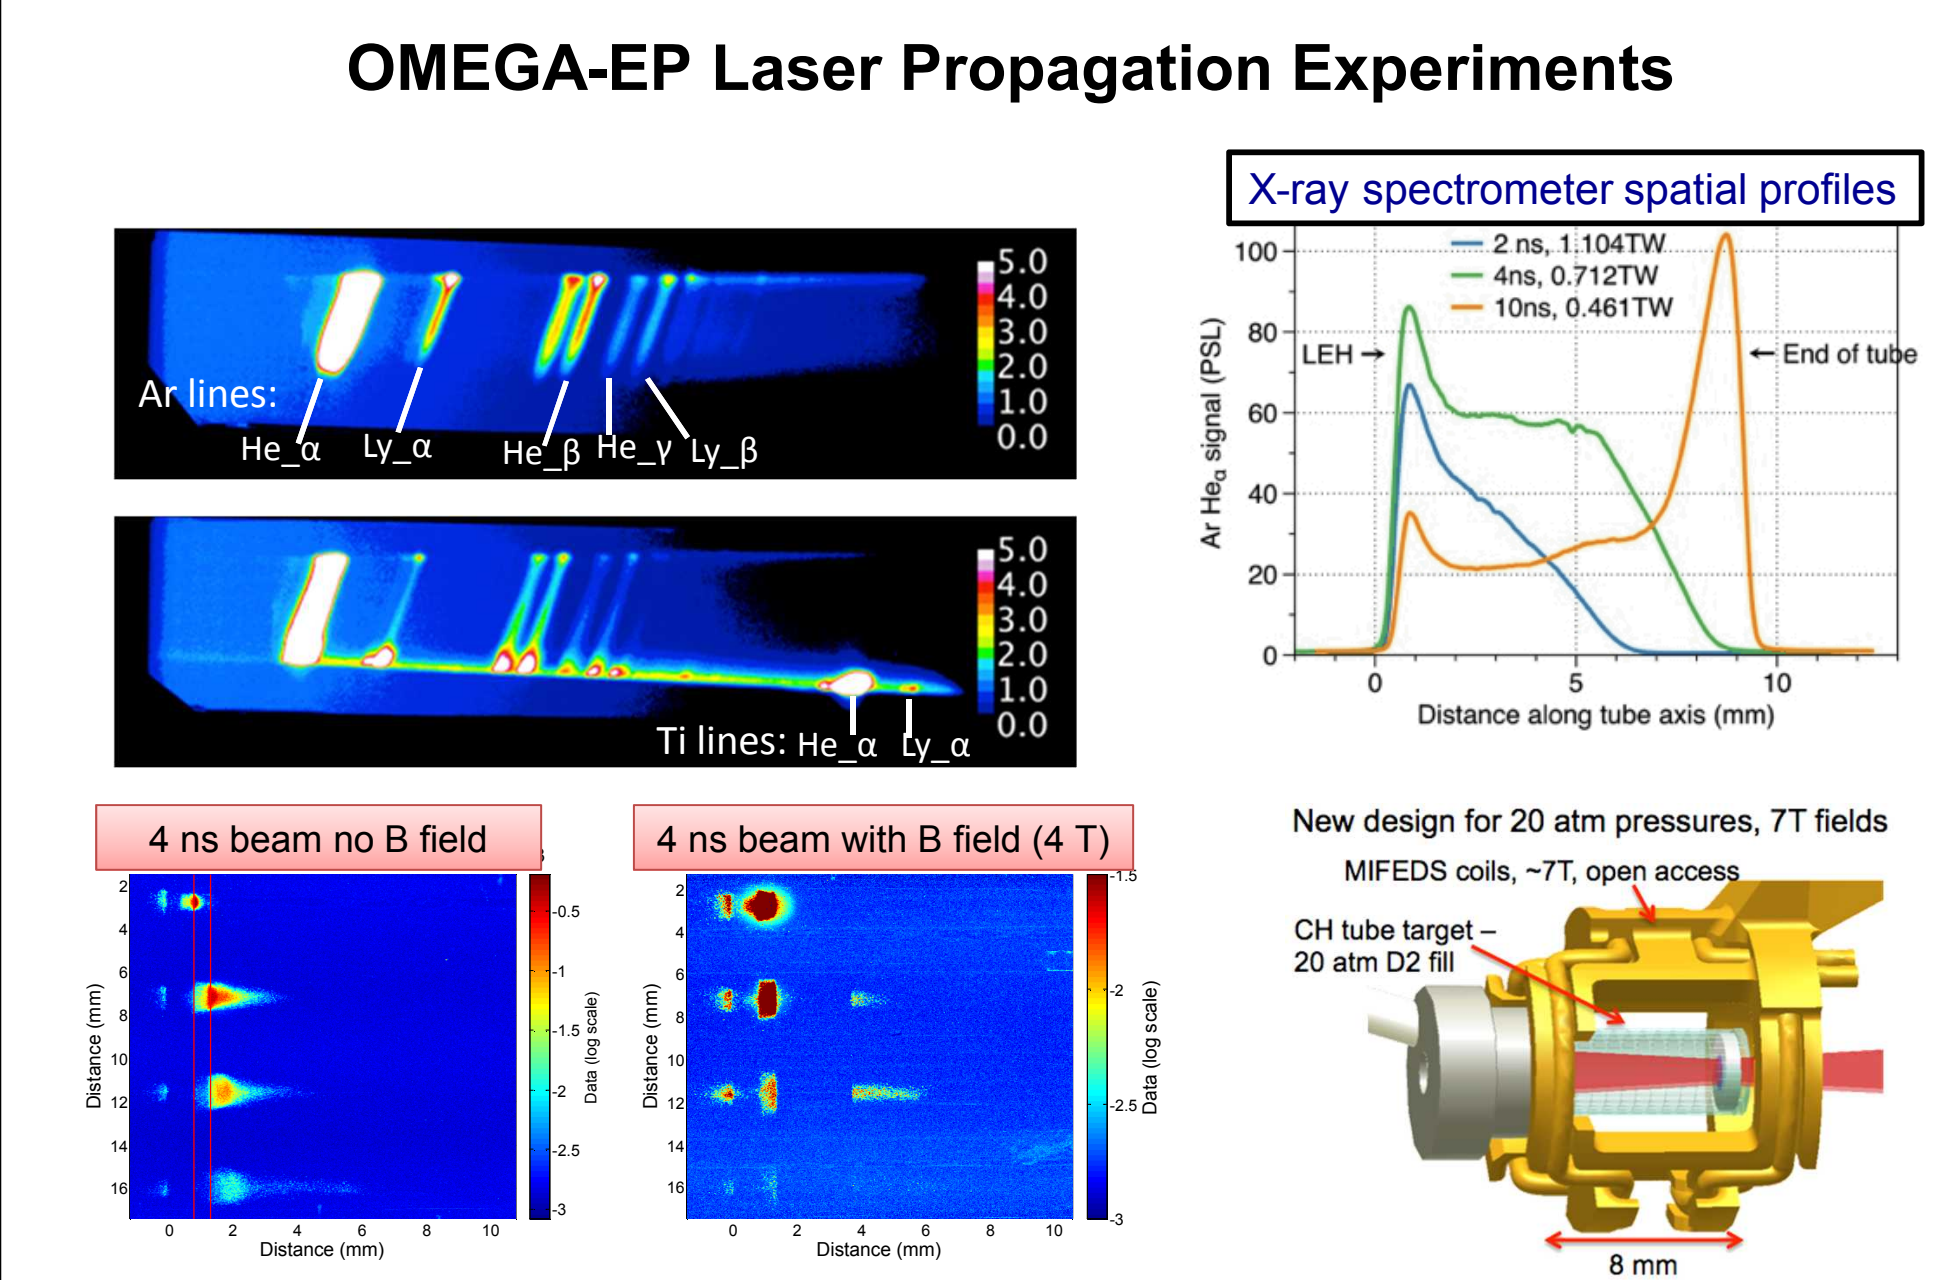 OMEGA-EP Laser Propagation Experiments
5.0
4.0
3.0
2.0
1.0
0.0
Ar lines:
He_α
Ly_α
He_β
He_γ
Ly_β
5.0
4.0
3.0
2.0
1.0
0.0
Ti lines: He_α Ly_α
X-ray spectrometer spatial profiles
2 ns, 1.104TW
4ns, 0.712TW
10ns, 0.461TW
LEH →
← End of tube
100
80
60
40
20
0
Ar Heα signal (PSL)
0 5 10
Distance along tube axis (mm)
4 ns beam no B field
2
4
6
8
10
12
14
16
Distance (mm)
0 2 4 6 8 10
Distance (mm)
-0.5
-1
-1.5
-2
-2.5
-3
Data (log scale)
4 ns beam with B field (4 T)
2
4
6
8
10
12
14
16
Distance (mm)
0 2 4 6 8 10
Distance (mm)
-1.5
-2
-2.5
-3
Data (log scale)
New design for 20 atm pressures, 7T fields
MIFEDS coils, ~7T, open access
CH tube target –
20 atm D2 fill
8 mm